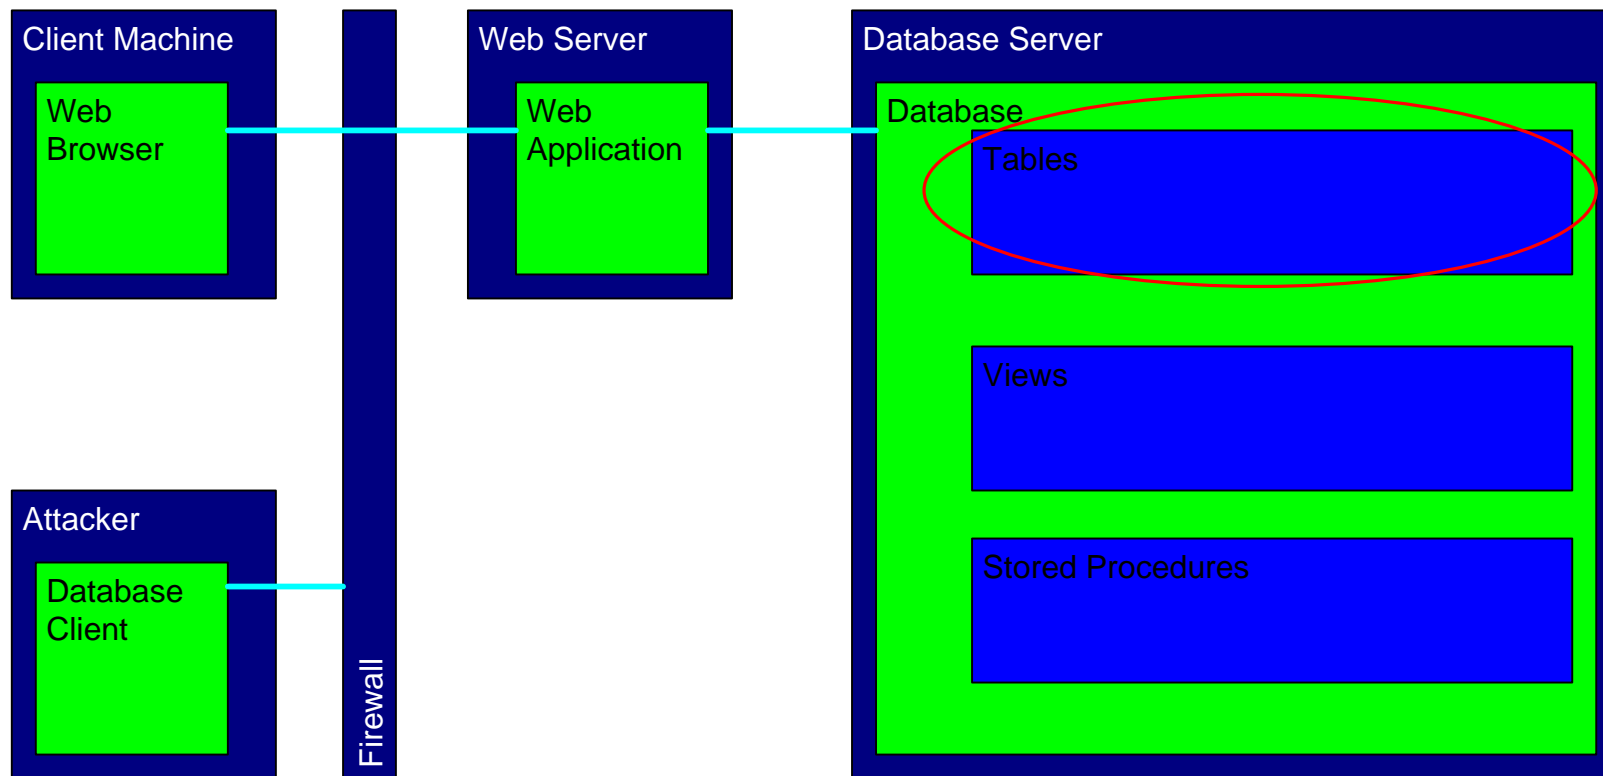 Client Machine
Web
Browser
Web Server
Web
Application
Database Server
Database
Tables
Views
Stored Procedures
Attacker
Database
Client
Firewall